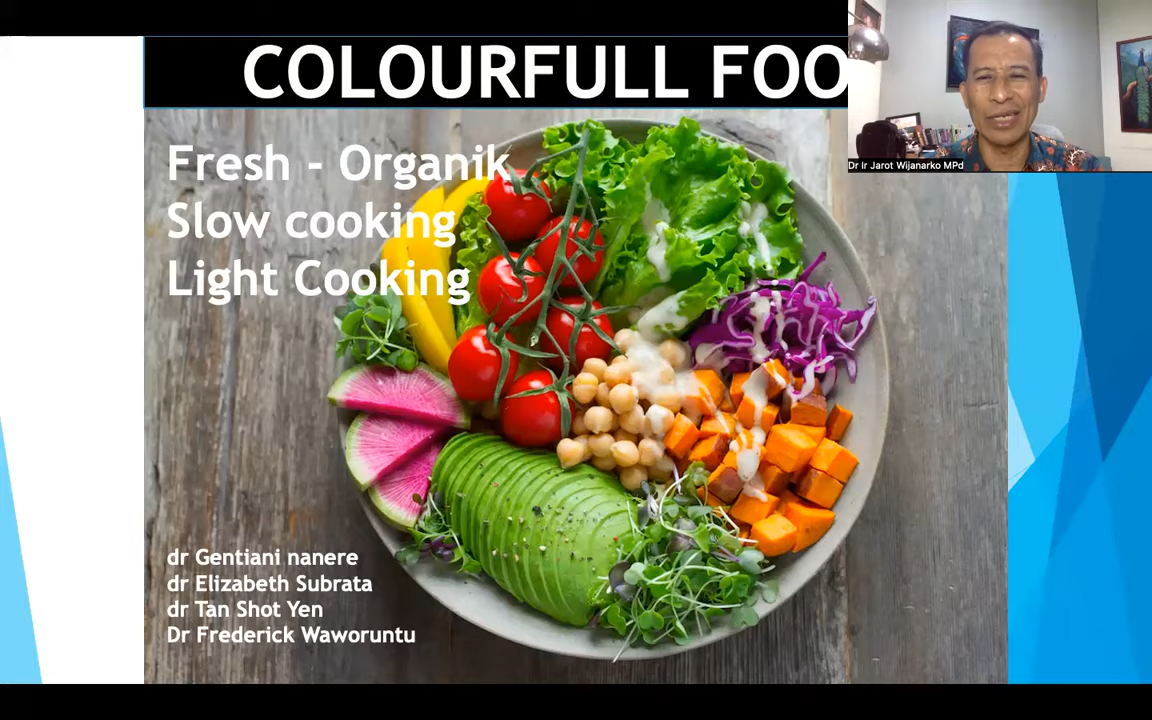 COLOURFULL FOO
Dr Ir Jarot Wijanarko MPd
Fresh - Organik
Slow cooking
Light Cooking
dr Gentiani nanere
dr Elizabeth Subrata
dr Tan Shot Yen
Dr Frederick Waworuntu